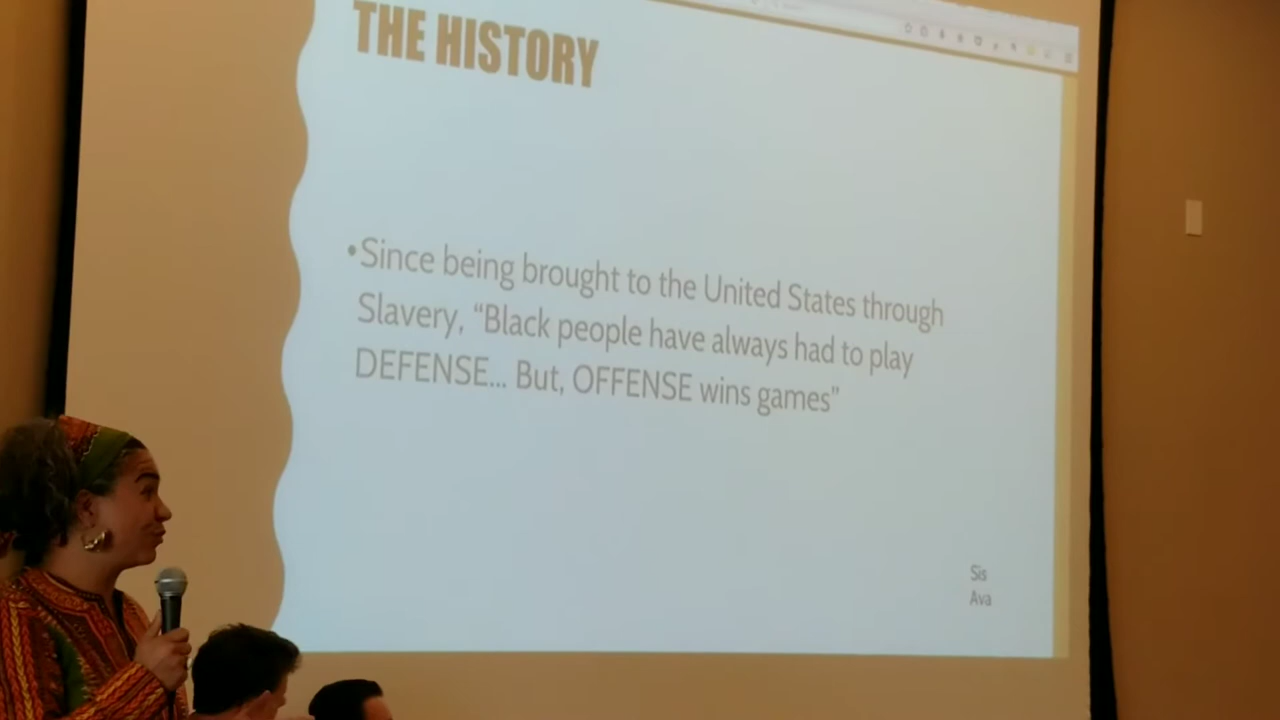 THE HISTORY
•Since being brought to the United States through
Slavery, “Black people have always had to play
DEFENSE... But, OFFENSE wins games”
Sis
Ava